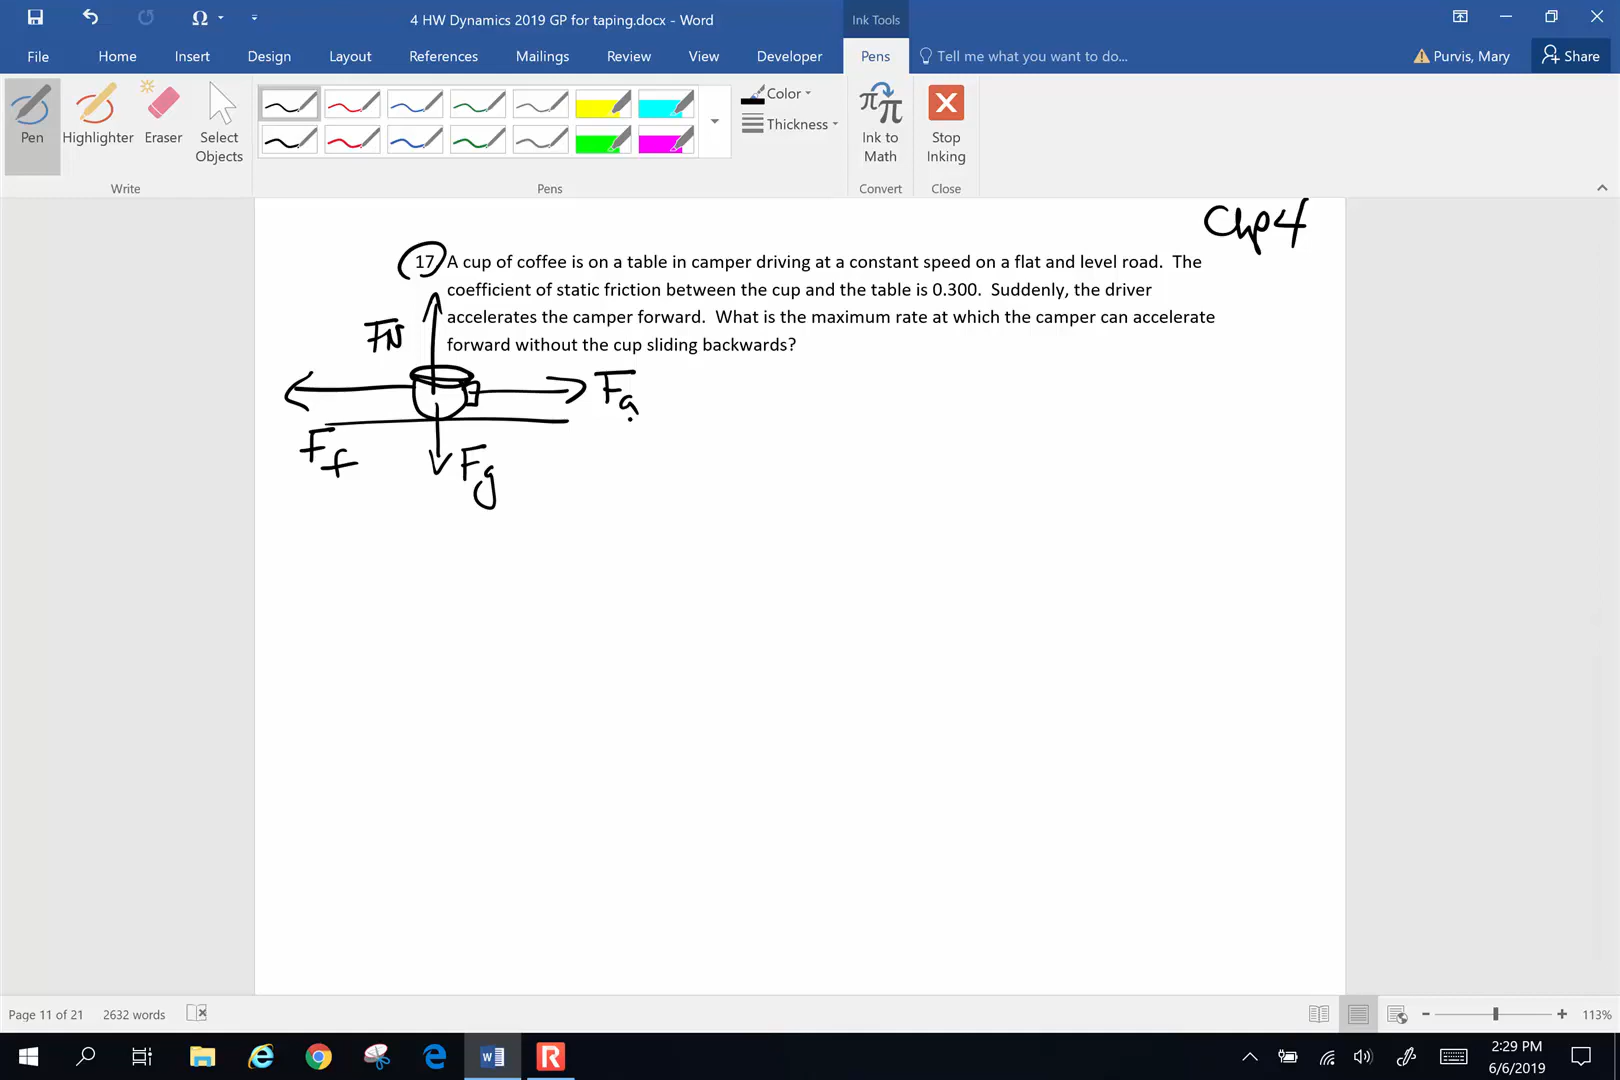 4 HW Dynamics 2019 GP for taping.docx - Word
Ink Tools
File
Home
Insert
Design
Layout
References
Mailings
Review
View
Developer
Pens
Tell me what you want to do...
Purvis, Mary
Share
Pen
Highlighter
Eraser
Select Objects
Color
Thickness
Ink to Math
Stop Inking
Write
Pens
Convert
Close
Chp 4
17 A cup of coffee is on a table in camper driving at a constant speed on a flat and level road. The
coefficient of static friction between the cup and the table is 0.300. Suddenly, the driver
accelerates the camper forward. What is the maximum rate at which the camper can accelerate
forward without the cup sliding backwards?
FN
Fa
Ff
Fg
Page 11 of 21
2632 words
113%
2:29 PM
6/6/2019